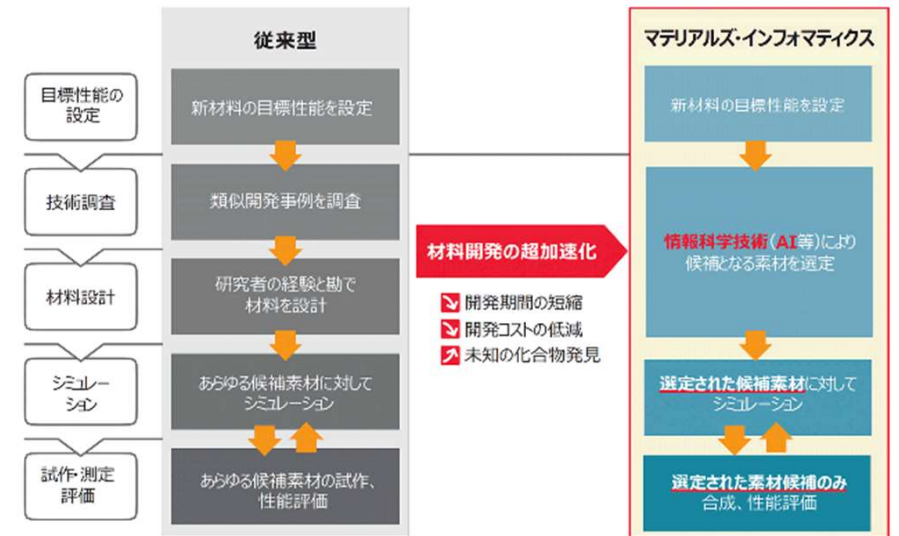 従来型
マテリアルズ・インフォマティクス
目標性能の
設定
新材料の目標性能を設定
新材料の目標性能を設定
技術調査
類似開発事例を調査
材料開発の超加速化
情報科学技術(AI等)により
候補となる素材を選定
材料設計
研究者の経験と勘で
材料を設計
開発期間の短縮
開発コストの低減
未知の化合物発見
シミュレー
ション
あらゆる候補素材に対して
シミュレーション
選定された候補素材に対して
シミュレーション
試作・測定
評価
あらゆる候補素材の試作、
性能評価
選定された素材候補のみ
合成、性能評価